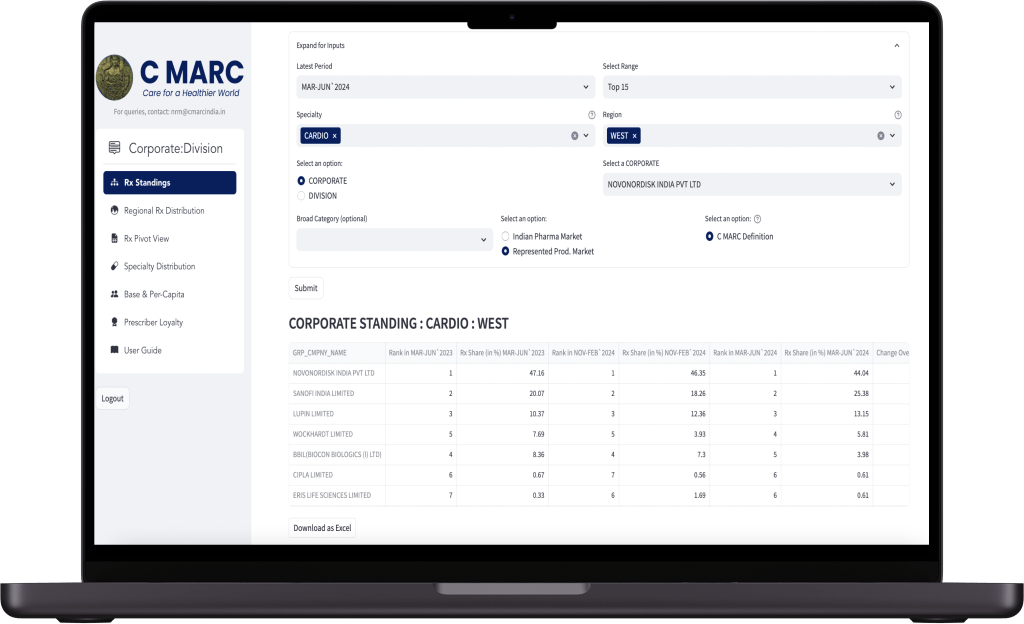 C MARC
Care for a Healthier World
For queries, contact: nrm@cmarcindia.in
Corporate:Division
Rx Standings
Regional Rx Distribution
Rx Pivot View
Specialty Distribution
Base & Per-Capita
Prescriber Loyalty
User Guide
Logout
Expand for Inputs
Latest Period
Select Range
MAR-JUN`2024
Top 15
Specialty
Region
CARDIO ×
WEST ×
Select an option:
Select a CORPORATE
CORPORATE
DIVISION
NOVONORDISK INDIA PVT LTD
Broad Category (optional)
Select an option:
Select an option:
Indian Pharma Market
Represented Prod. Market
C MARC Definition
Submit
CORPORATE STANDING : CARDIO : WEST
GRP_CMPNY_NAME Rank in MAR-JUN`2023 Rx Share (in %) MAR-JUN`2023 Rank in NOV-FEB`2024 Rx Share (in %) NOV-FEB`2024 Rank in MAR-JUN`2024 Rx Share (in %) MAR-JUN`2024 Change Ove
NOVONORDISK INDIA PVT LTD 1 47.16 1 46.35 1 44.04
SANOFI INDIA LIMITED 2 20.07 2 18.26 2 25.38
LUPIN LIMITED 3 10.37 3 12.36 3 13.15
WOCKHARDT LIMITED 5 7.69 5 3.93 4 5.81
BBIL(BIOCON BIOLOGICS (I) LTD) 4 8.36 4 7.3 5 3.98
CIPLA LIMITED 6 0.67 7 0.56 6 0.61
ERIS LIFE SCIENCES LIMITED 7 0.33 6 1.69 6 0.61
Download as Excel